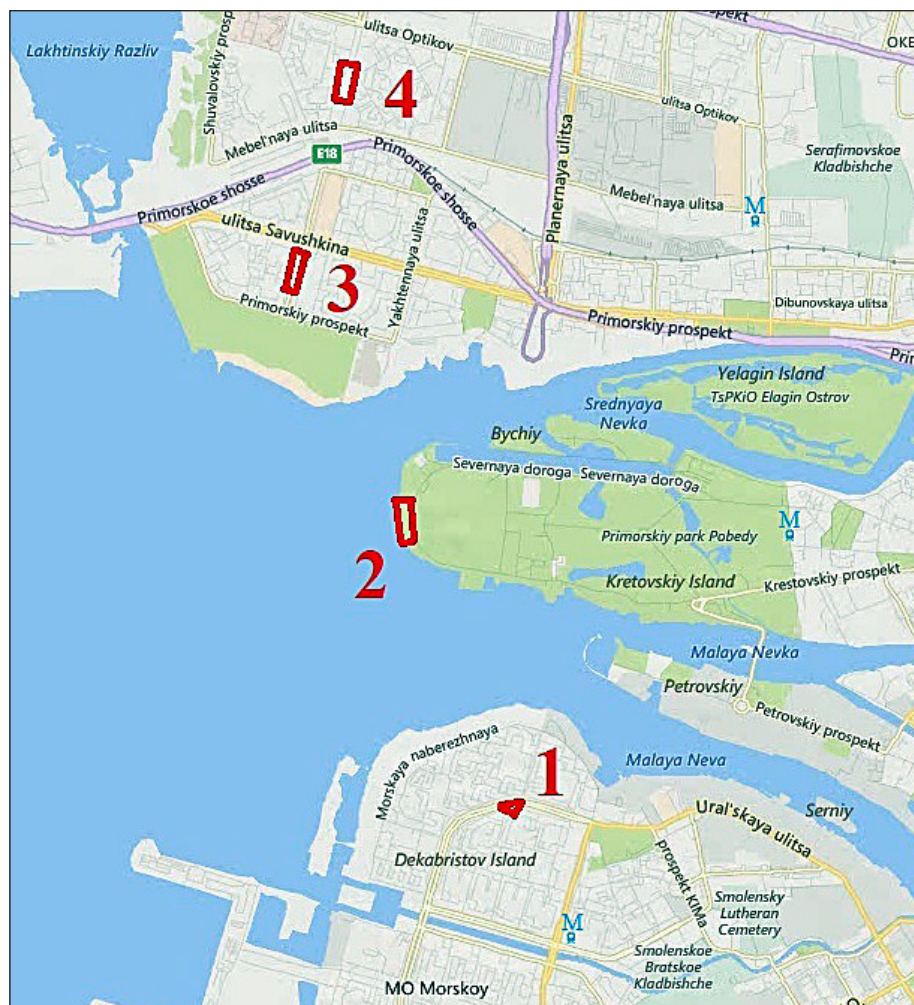 prospekt
Lakhtinskiy Razliv
ulitsa Optikov
Shuvalovskiy prosp
4
ulitsa Optikov
Planernaya ulitsa
Mebel'naya ulitsa
Serafimovskoe
Kladbishche
E18
Primorskoe shosse
Primorskoe shosse
Mebel'naya ulitsa
M
ulitsa Savushkina
Yakhtennaya ulitsa
3
Primorskiy prospekt
Dibunovskaya ulitsa
Primorskiy prospekt
Yelagin Island
TsPKiO Elagin Ostrov
Srednyaya
Nevka
Bychiy
Severnaya doroga Severnaya doroga
M
Primorskiy park Pobedy
2
Kretovskiy Island
Krestovskiy prospekt
Malaya Nevka
Petrovskiy
Petrovskiy prospekt
Morskaya naberezhnaya
1
Malaya Neva
Serniy
Ural'skaya ulitsa
Dekabristov Island
prospekt KIMa
Smolensky
Lutheran
Cemetery
M
Smolenskoe
Bratskoe
Kladbishche
MO Morskoy